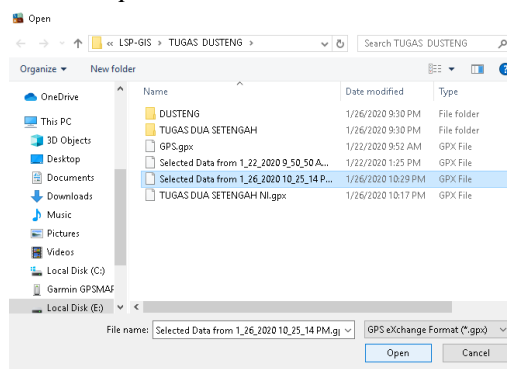 Open
« LSP-GIS > TUGAS DUSTENG >
Search TUGAS DUSTENG
Organize
New folder
Name Date modified Type
OneDrive
This PC
3D Objects
Desktop
Documents
Downloads
Music
Pictures
Videos
Local Disk (C:)
Garmin GPSMAP
Local Disk (E:)
DUSTENG 1/26/2020 9:30 PM File folder
TUGAS DUA SETENGAH 1/26/2020 9:30 PM File folder
GPS.gpx 1/22/2020 9:52 AM GPX File
Selected Data from 1_22_2020 9_50_50 A... 1/22/2020 1:25 PM GPX File
Selected Data from 1_26_2020 10_25_14 P... 1/26/2020 10:29 PM GPX File
TUGAS DUA SETENGAH NI.gpx 1/26/2020 10:17 PM GPX File
File name: Selected Data from 1_26_2020 10_25_14 PM.g
GPS eXchange Format (*.gpx)
Open Cancel